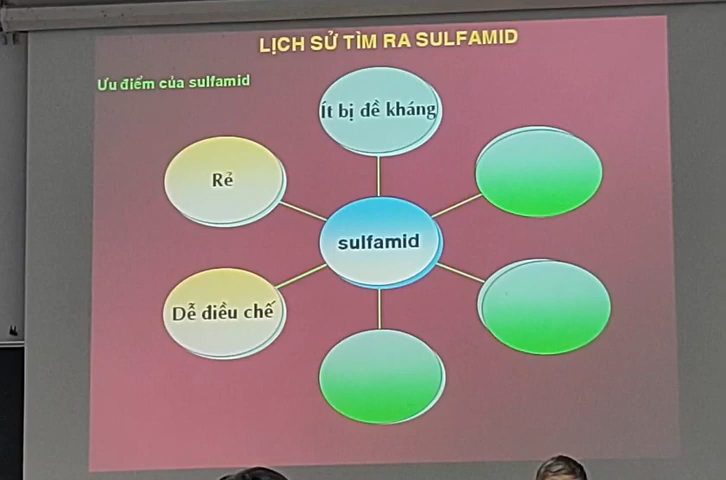 LỊCH SỬ TÌM RA SULFAMID
Ưu điểm của sulfamid
Ít bị đề kháng
Rẻ
sulfamid
Dễ điều chế